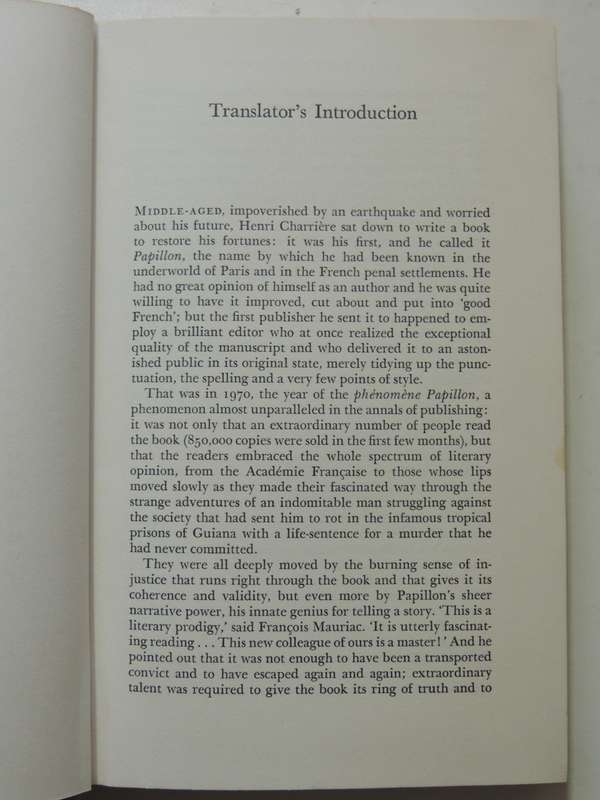 Translator's Introduction
MIDDLE-AGED, impoverished by an earthquake and worried
about his future, Henri Charrière sat down to write a book
to restore his fortunes: it was his first, and he called it
Papillon, the name by which he had been known in the
underworld of Paris and in the French penal settlements. He
had no great opinion of himself as an author and he was quite
willing to have it improved, cut about and put into 'good
French'; but the first publisher he sent it to happened to em-
ploy a brilliant editor who at once realized the exceptional
quality of the manuscript and who delivered it to an aston-
ished public in its original state, merely tidying up the punc-
tuation, the spelling and a very few points of style.
That was in 1970, the year of the phénomène Papillon, a
phenomenon almost unparalleled in the annals of publishing:
it was not only that an extraordinary number of people read
the book (850,000 copies were sold in the first few months), but
that the readers embraced the whole spectrum of literary
opinion, from the Académie Française to those whose lips
moved slowly as they made their fascinated way through the
strange adventures of an indomitable man struggling against
the society that had sent him to rot in the infamous tropical
prisons of Guiana with a life-sentence for a murder that he
had never committed.
They were all deeply moved by the burning sense of in-
justice that runs right through the book and that gives it its
coherence and validity, but even more by Papillon's sheer
narrative power, his innate genius for telling a story. 'This is a
literary prodigy,' said François Mauriac. 'It is utterly fascinat-
ing reading . . . This new colleague of ours is a master!' And he
pointed out that it was not enough to have been a transported
convict and to have escaped again and again; extraordinary
talent was required to give the book its ring of truth and to